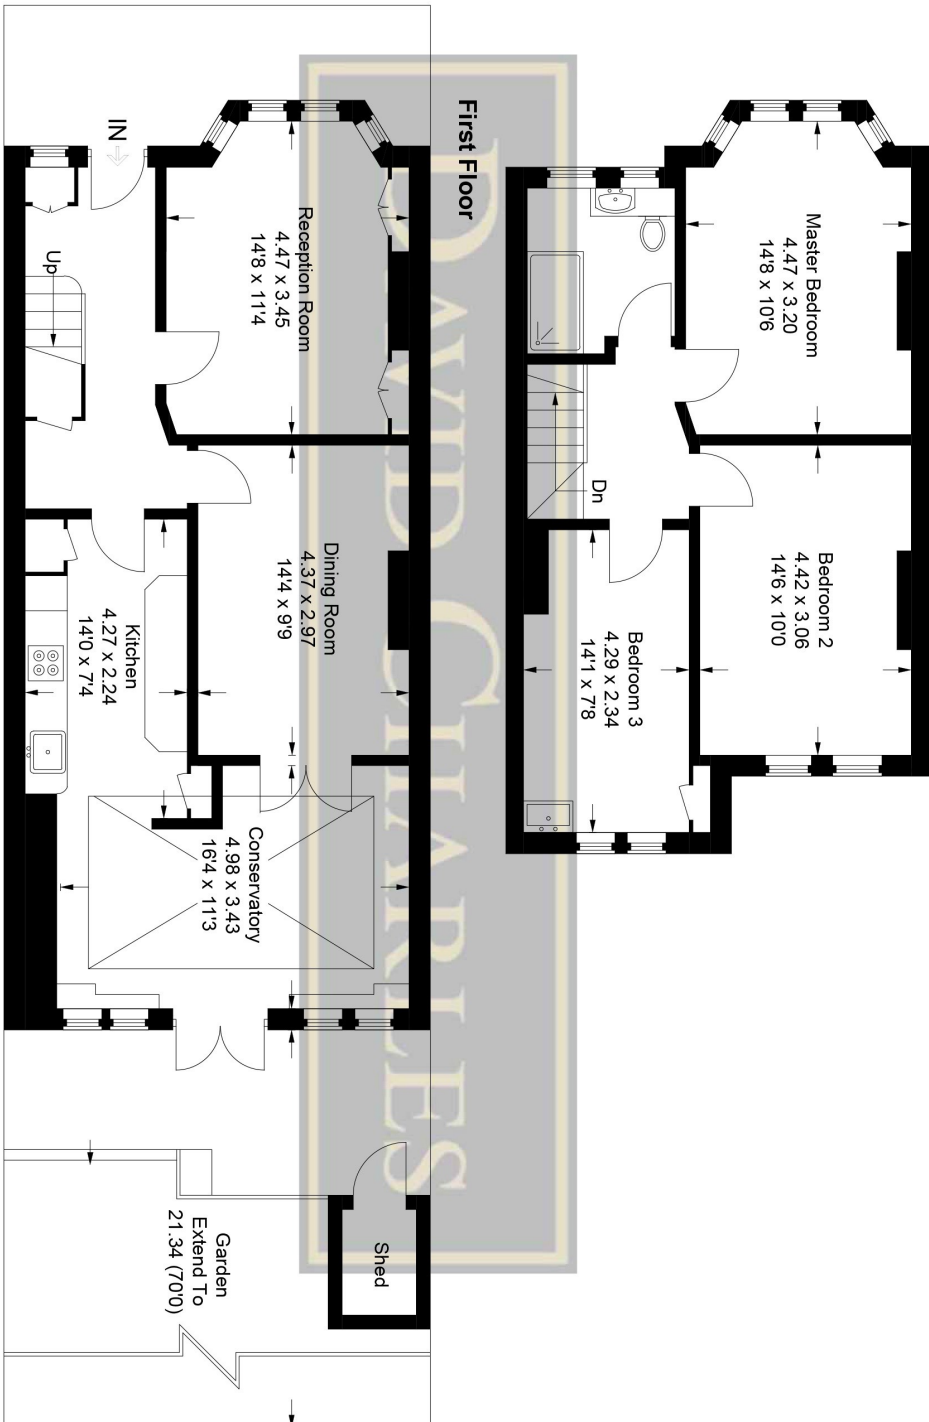 First Floor
Master Bedroom
4.47 x 3.20
14'8 x 10'6
Bedroom 2
4.42 x 3.06
14'6 x 10'0
Dn
Bedroom 3
4.29 x 2.34
14'1 x 7'8
DAVID CHARLES
IN
Reception Room
4.47 x 3.45
14'8 x 11'4
Up
Dining Room
4.37 x 2.97
14'4 x 9'9
Kitchen
4.27 x 2.24
14'0 x 7'4
Conservatory
4.98 x 3.43
16'4 x 11'3
Shed
Garden
Extend To
21.34 (70'0)